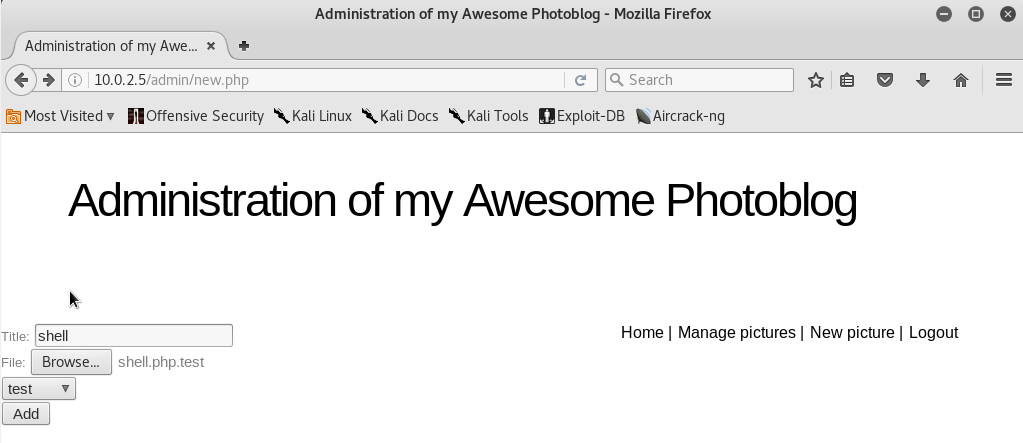 Administration of my Awesome Photoblog - Mozilla Firefox
Administration of my Awe...
10.0.2.5/admin/new.php
Search
Most Visited Offensive Security Kali Linux Kali Docs Kali Tools Exploit-DB Aircrack-ng
Administration of my Awesome Photoblog
Home | Manage pictures | New picture | Logout
Title: shell
File: Browse... shell.php.test
test
Add